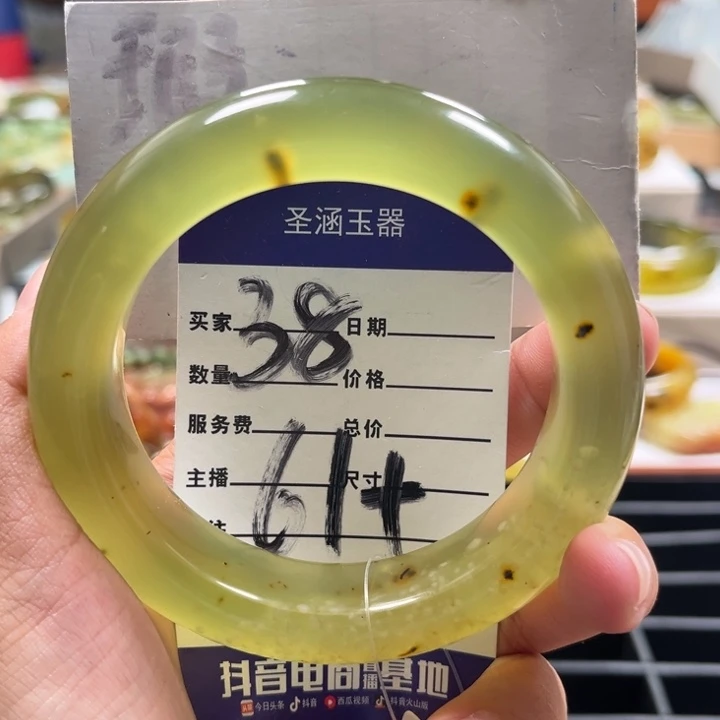 圣涵玉器
38
买家 日期
数量 价格
服务费 总价
主播 尺寸
61+
抖音电商直播基地
今日头条 抖音 西瓜视频 抖音火山版